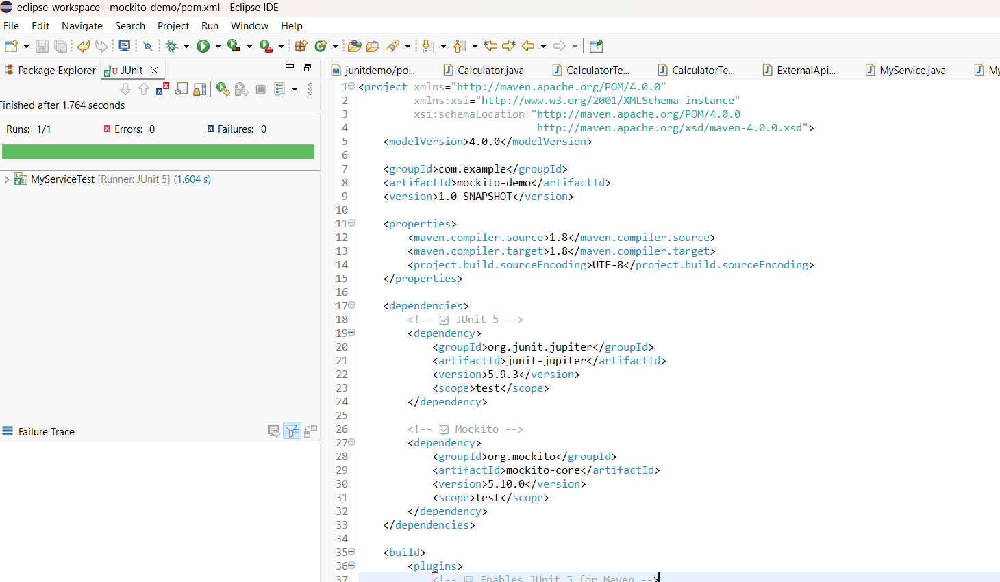 eclipse-workspace - mockito-demo/pom.xml - Eclipse IDE
File Edit Navigate Search Project Run Window Help
Package Explorer JUnit
Finished after 1.764 seconds
Runs: 1/1 Errors: 0 Failures: 0
MyServiceTest [Runner: JUnit 5] (1.604 s)
Failure Trace
junitdemo/po... Calculator.java CalculatorTe... CalculatorTe... ExternalApi... MyService.java My
1 <project xmlns="http://maven.apache.org/POM/4.0.0"
2 xmlns:xsi="http://www.w3.org/2001/XMLSchema-instance"
3 xsi:schemaLocation="http://maven.apache.org/POM/4.0.0
4 http://maven.apache.org/xsd/maven-4.0.0.xsd">
5 <modelVersion>4.0.0</modelVersion>
6
7 <groupId>com.example</groupId>
8 <artifactId>mockito-demo</artifactId>
9 <version>1.0-SNAPSHOT</version>
10
11 <properties>
12 <maven.compiler.source>1.8</maven.compiler.source>
13 <maven.compiler.target>1.8</maven.compiler.target>
14 <project.build.sourceEncoding>UTF-8</project.build.sourceEncoding>
15 </properties>
16
17 <dependencies>
18 <!-- ☑ JUnit 5 -->
19 <dependency>
20 <groupId>org.junit.jupiter</groupId>
21 <artifactId>junit-jupiter</artifactId>
22 <version>5.9.3</version>
23 <scope>test</scope>
24 </dependency>
25
26 <!-- ☑ Mockito -->
27 <dependency>
28 <groupId>org.mockito</groupId>
29 <artifactId>mockito-core</artifactId>
30 <version>5.10.0</version>
31 <scope>test</scope>
32 </dependency>
33 </dependencies>
34
35 <build>
36 <plugins>
37 <!-- ☑ Enables JUnit 5 for Maven -->